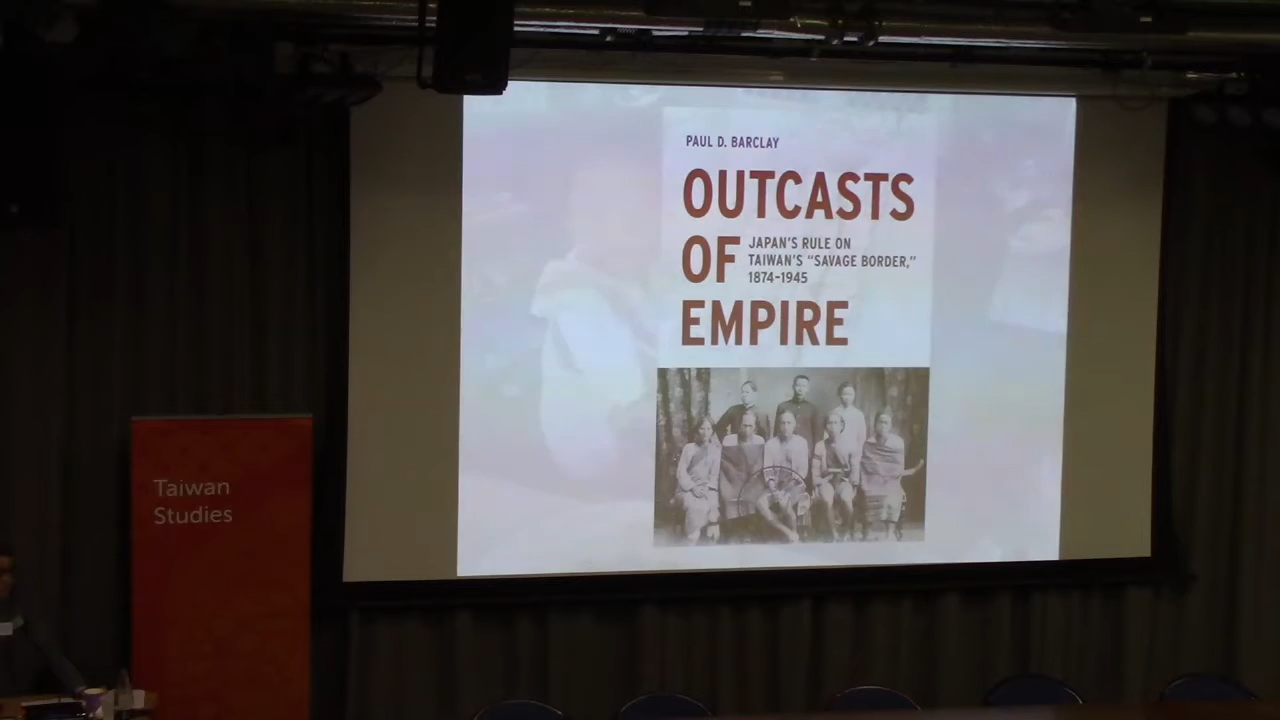 PAUL D. BARCLAY
OUTCASTS
OF
JAPAN'S RULE ON
TAIWAN'S "SAVAGE BORDER,"
1874-1945
EMPIRE
Taiwan
Studies